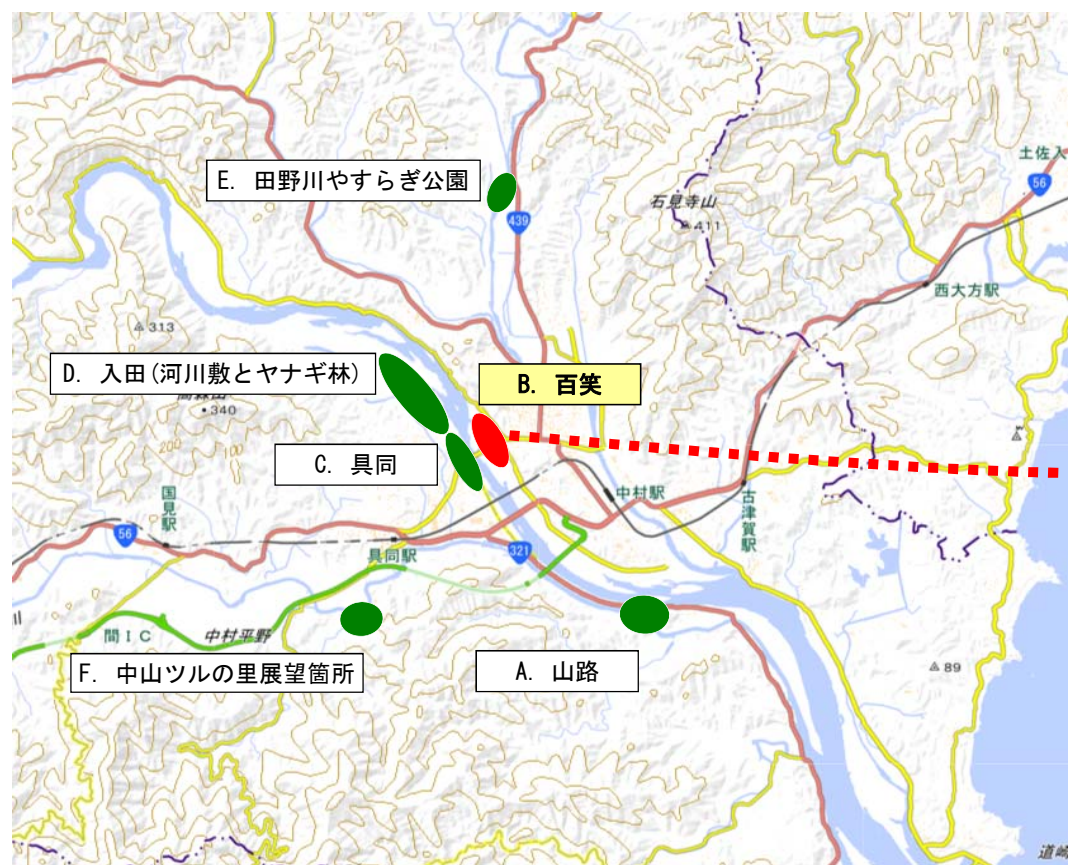 土佐入
56
E. 田野川やすらぎ公園
石見寺山
439
411
西大方駅
313
D. 入田(河川敷とヤナギ林)
B. 百笑
340
C. 具同
中村駅
国見駅
古津賀駅
56
具同駅
321
間IC
中村平野
F. 中山ツルの里展望箇所
A. 山路
89
道崎